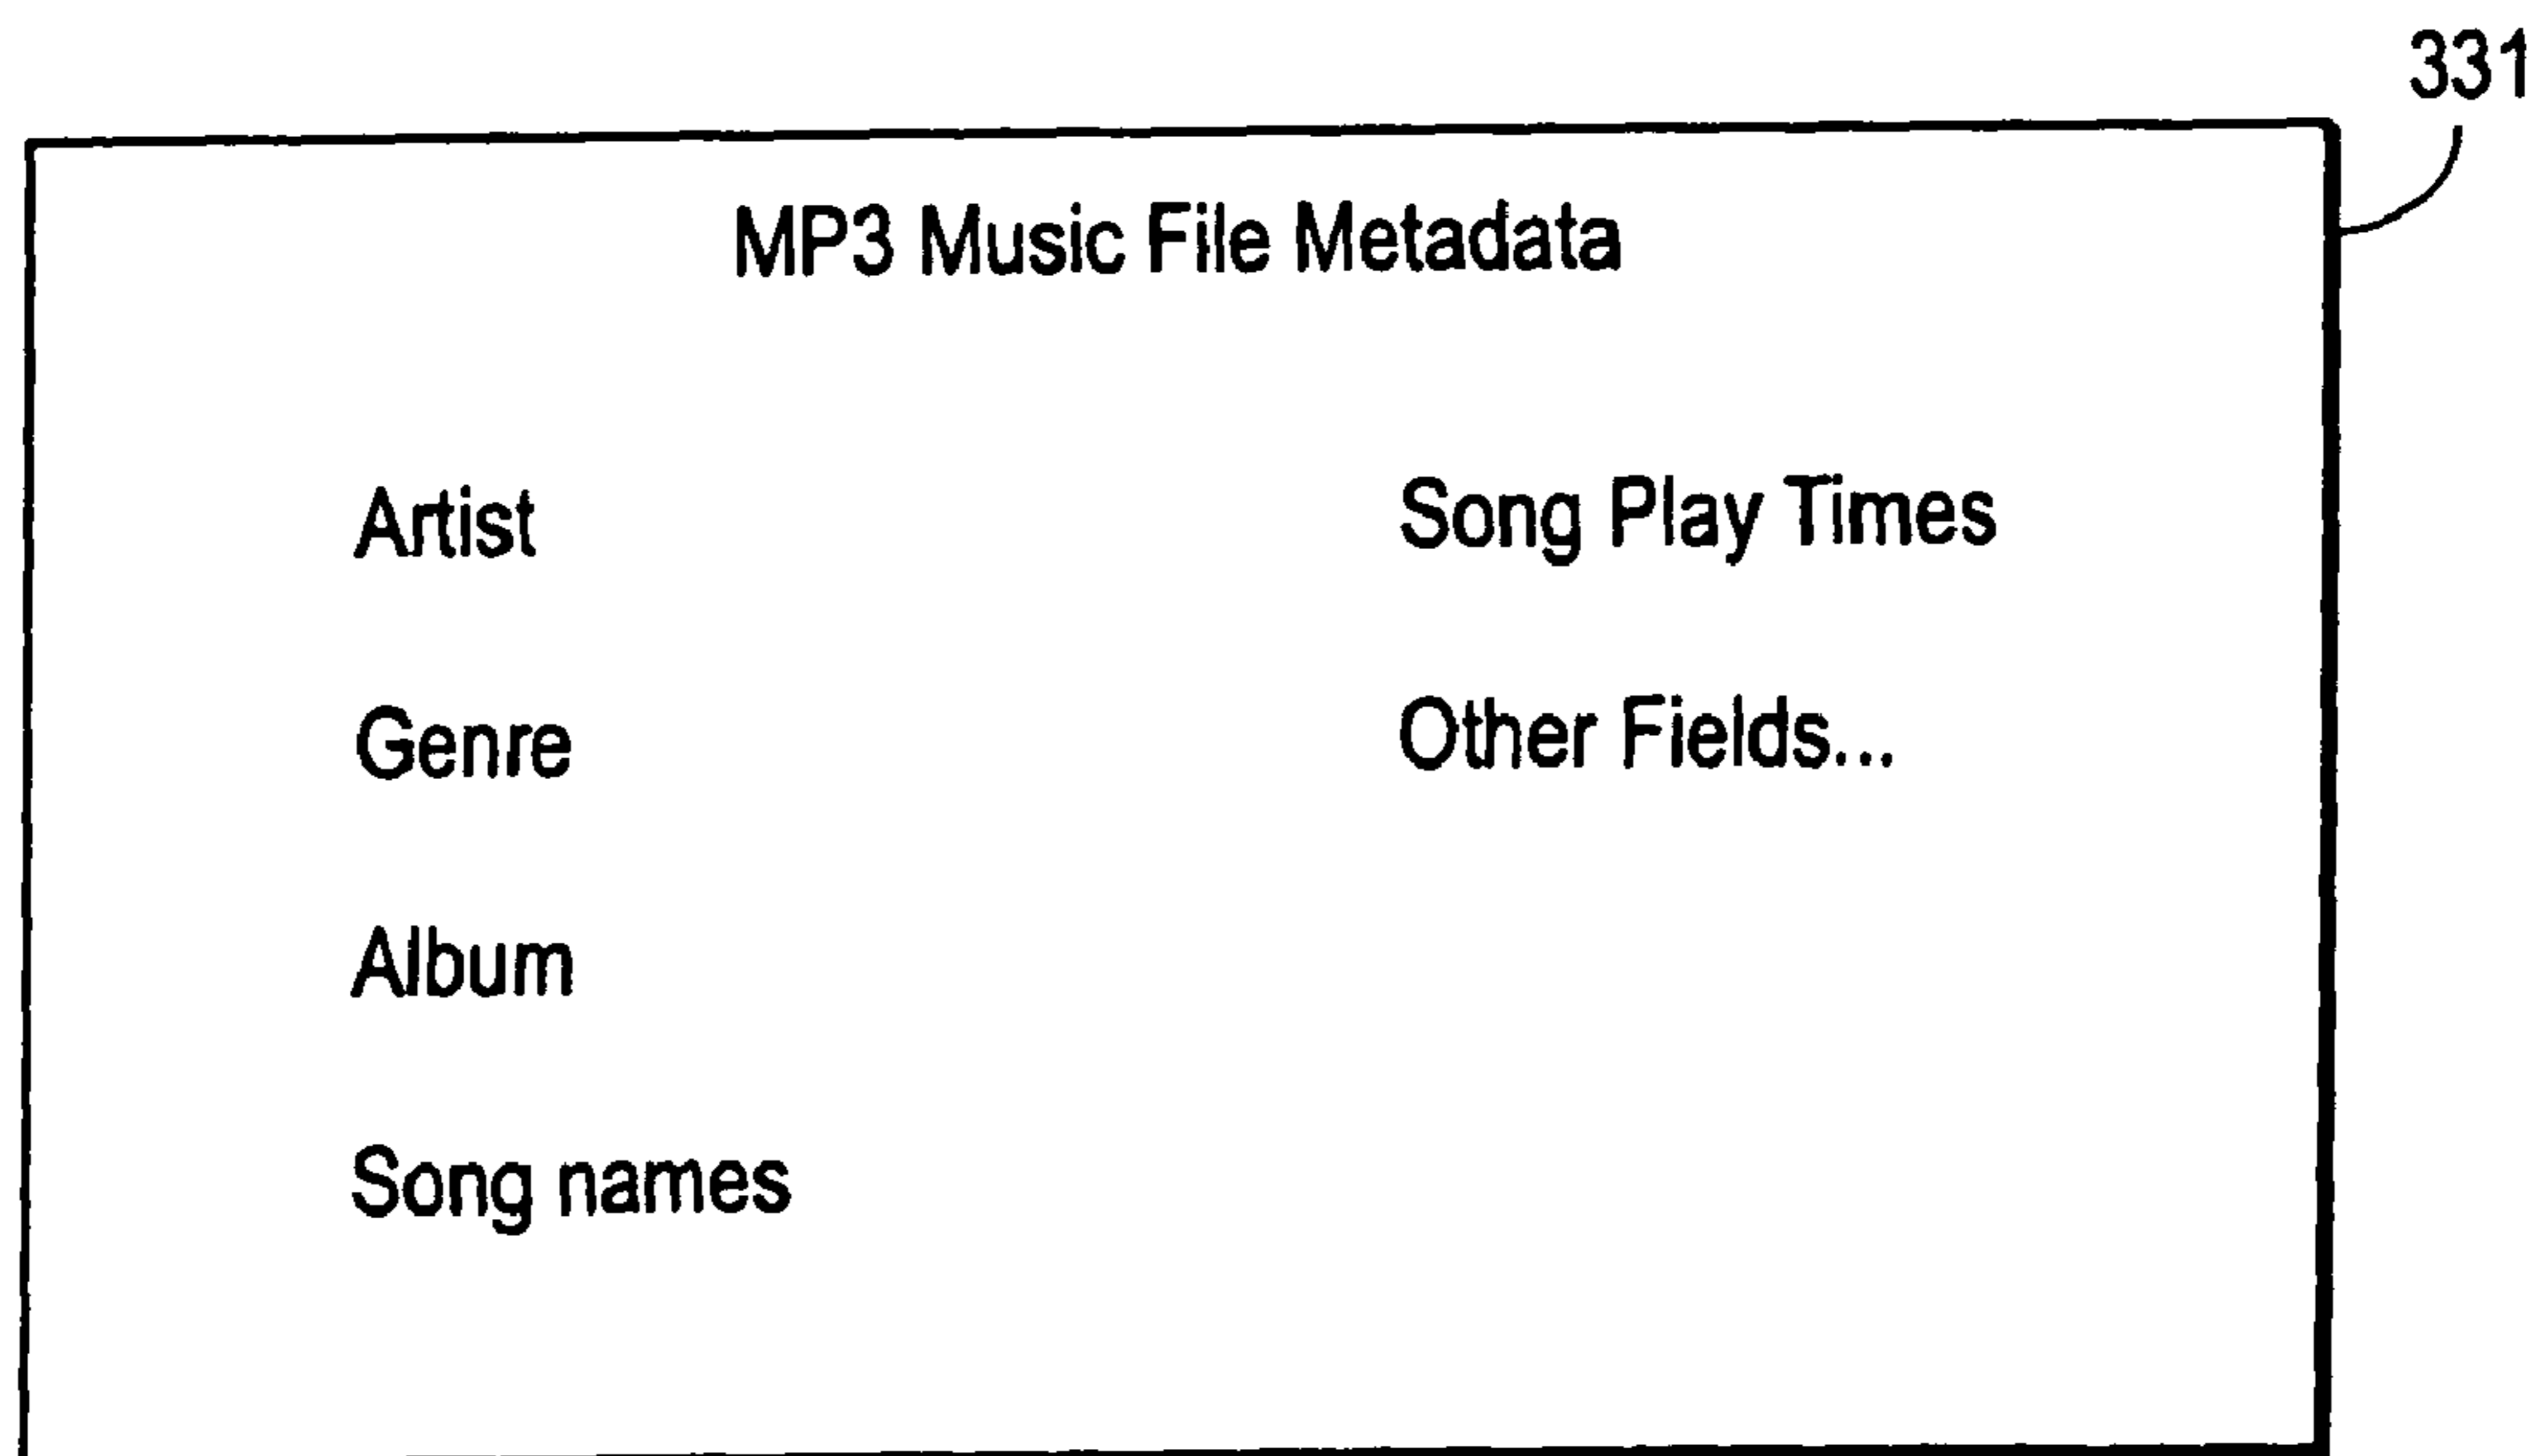 331
MP3 Music File Metadata
Artist
Genre
Album
Song names
Song Play Times
Other Fields...